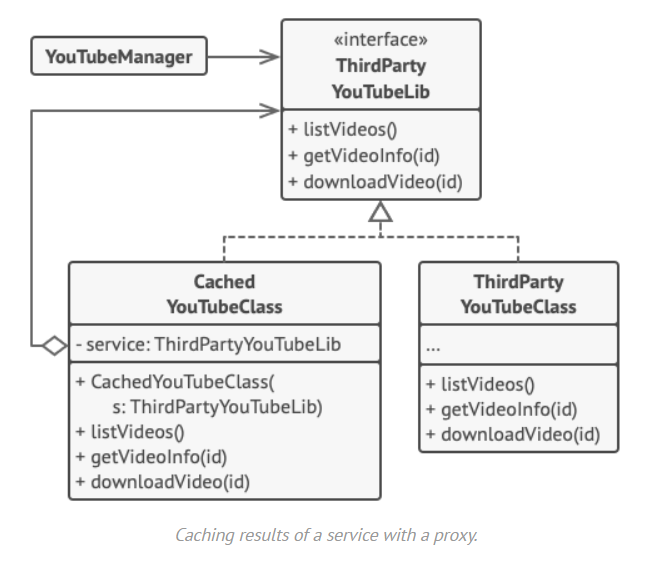 YouTubeManager
«interface»
ThirdParty
YouTubeLib
+ listVideos()
+ getVideoInfo(id)
+ downloadVideo(id)
Cached
YouTubeClass
- service: ThirdPartyYouTubeLib
+ CachedYouTubeClass(
s: ThirdPartyYouTubeLib)
+ listVideos()
+ getVideoInfo(id)
+ downloadVideo(id)
ThirdParty
YouTubeClass
...
+ listVideos()
+ getVideoInfo(id)
+ downloadVideo(id)
Caching results of a service with a proxy.